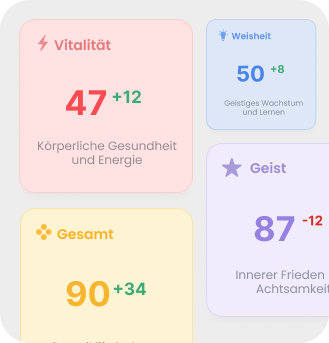 Vitalität
47 +12
Körperliche Gesundheit
und Energie
Weisheit
50 +8
Geistiges Wachstum
und Lernen
Geist
87 -12
Innerer Frieden
Achtsamkeit
Gesamt
90 +34